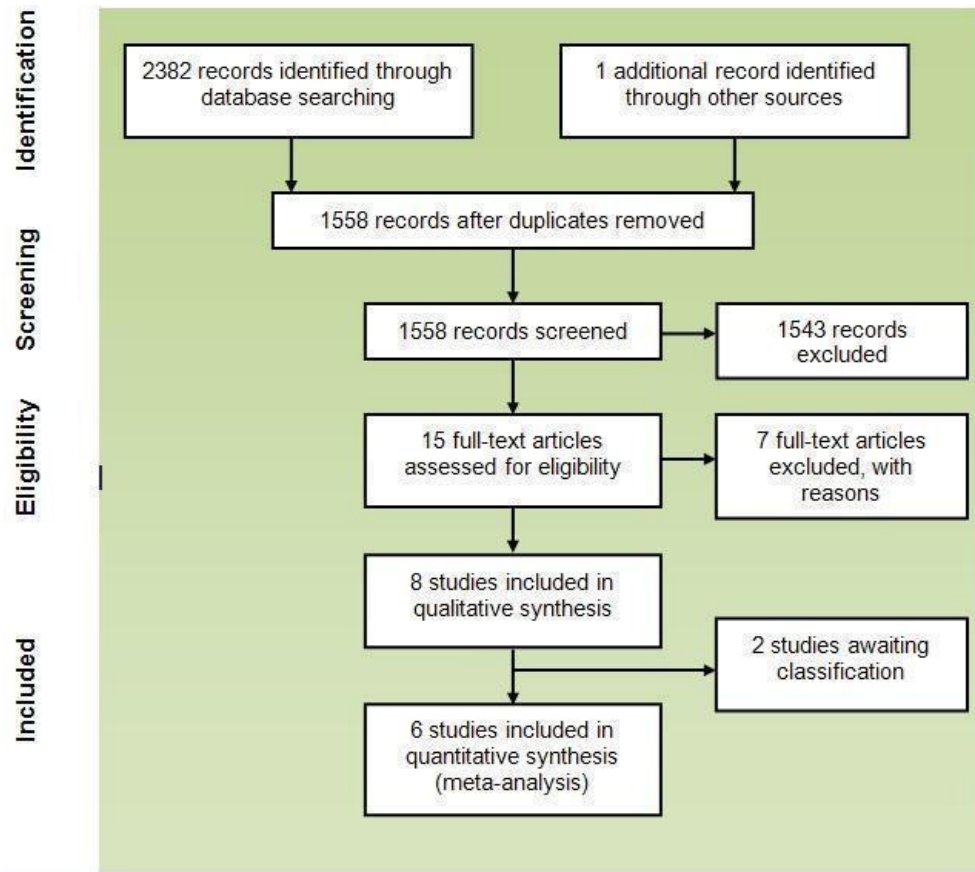 Identification
2382 records identified through
database searching
1 additional record identified
through other sources
1558 records after duplicates removed
Screening
1558 records screened
1543 records
excluded
Eligibility
15 full-text articles
assessed for eligibility
7 full-text articles
excluded, with
reasons
8 studies included in
qualitative synthesis
Included
2 studies awaiting
classification
6 studies included in
quantitative synthesis
(meta-analysis)